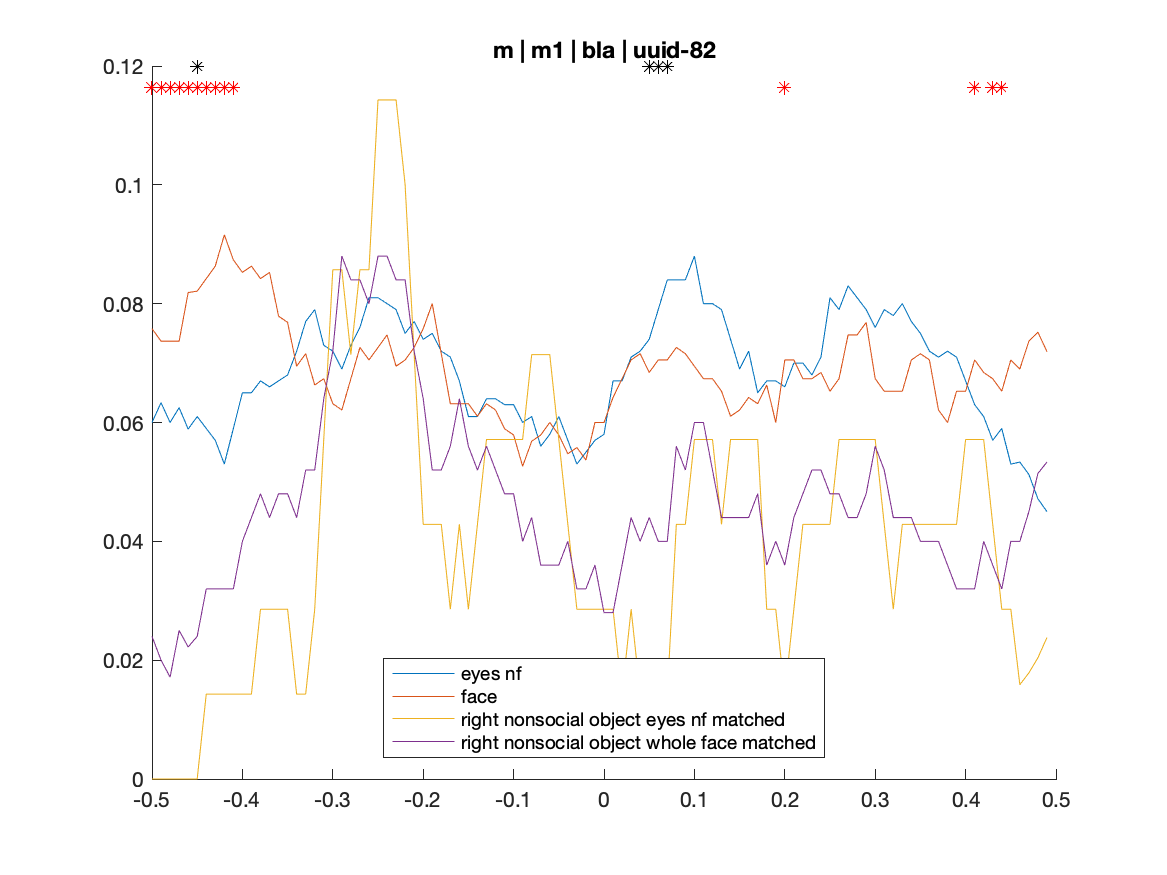 m | m1 | bla | uuid-82
0.12
0.1
0.08
0.06
0.04
0.02
0
eyes nf
face
right nonsocial object eyes nf matched
right nonsocial object whole face matched
-0.5 -0.4 -0.3 -0.2 -0.1 0 0.1 0.2 0.3 0.4 0.5